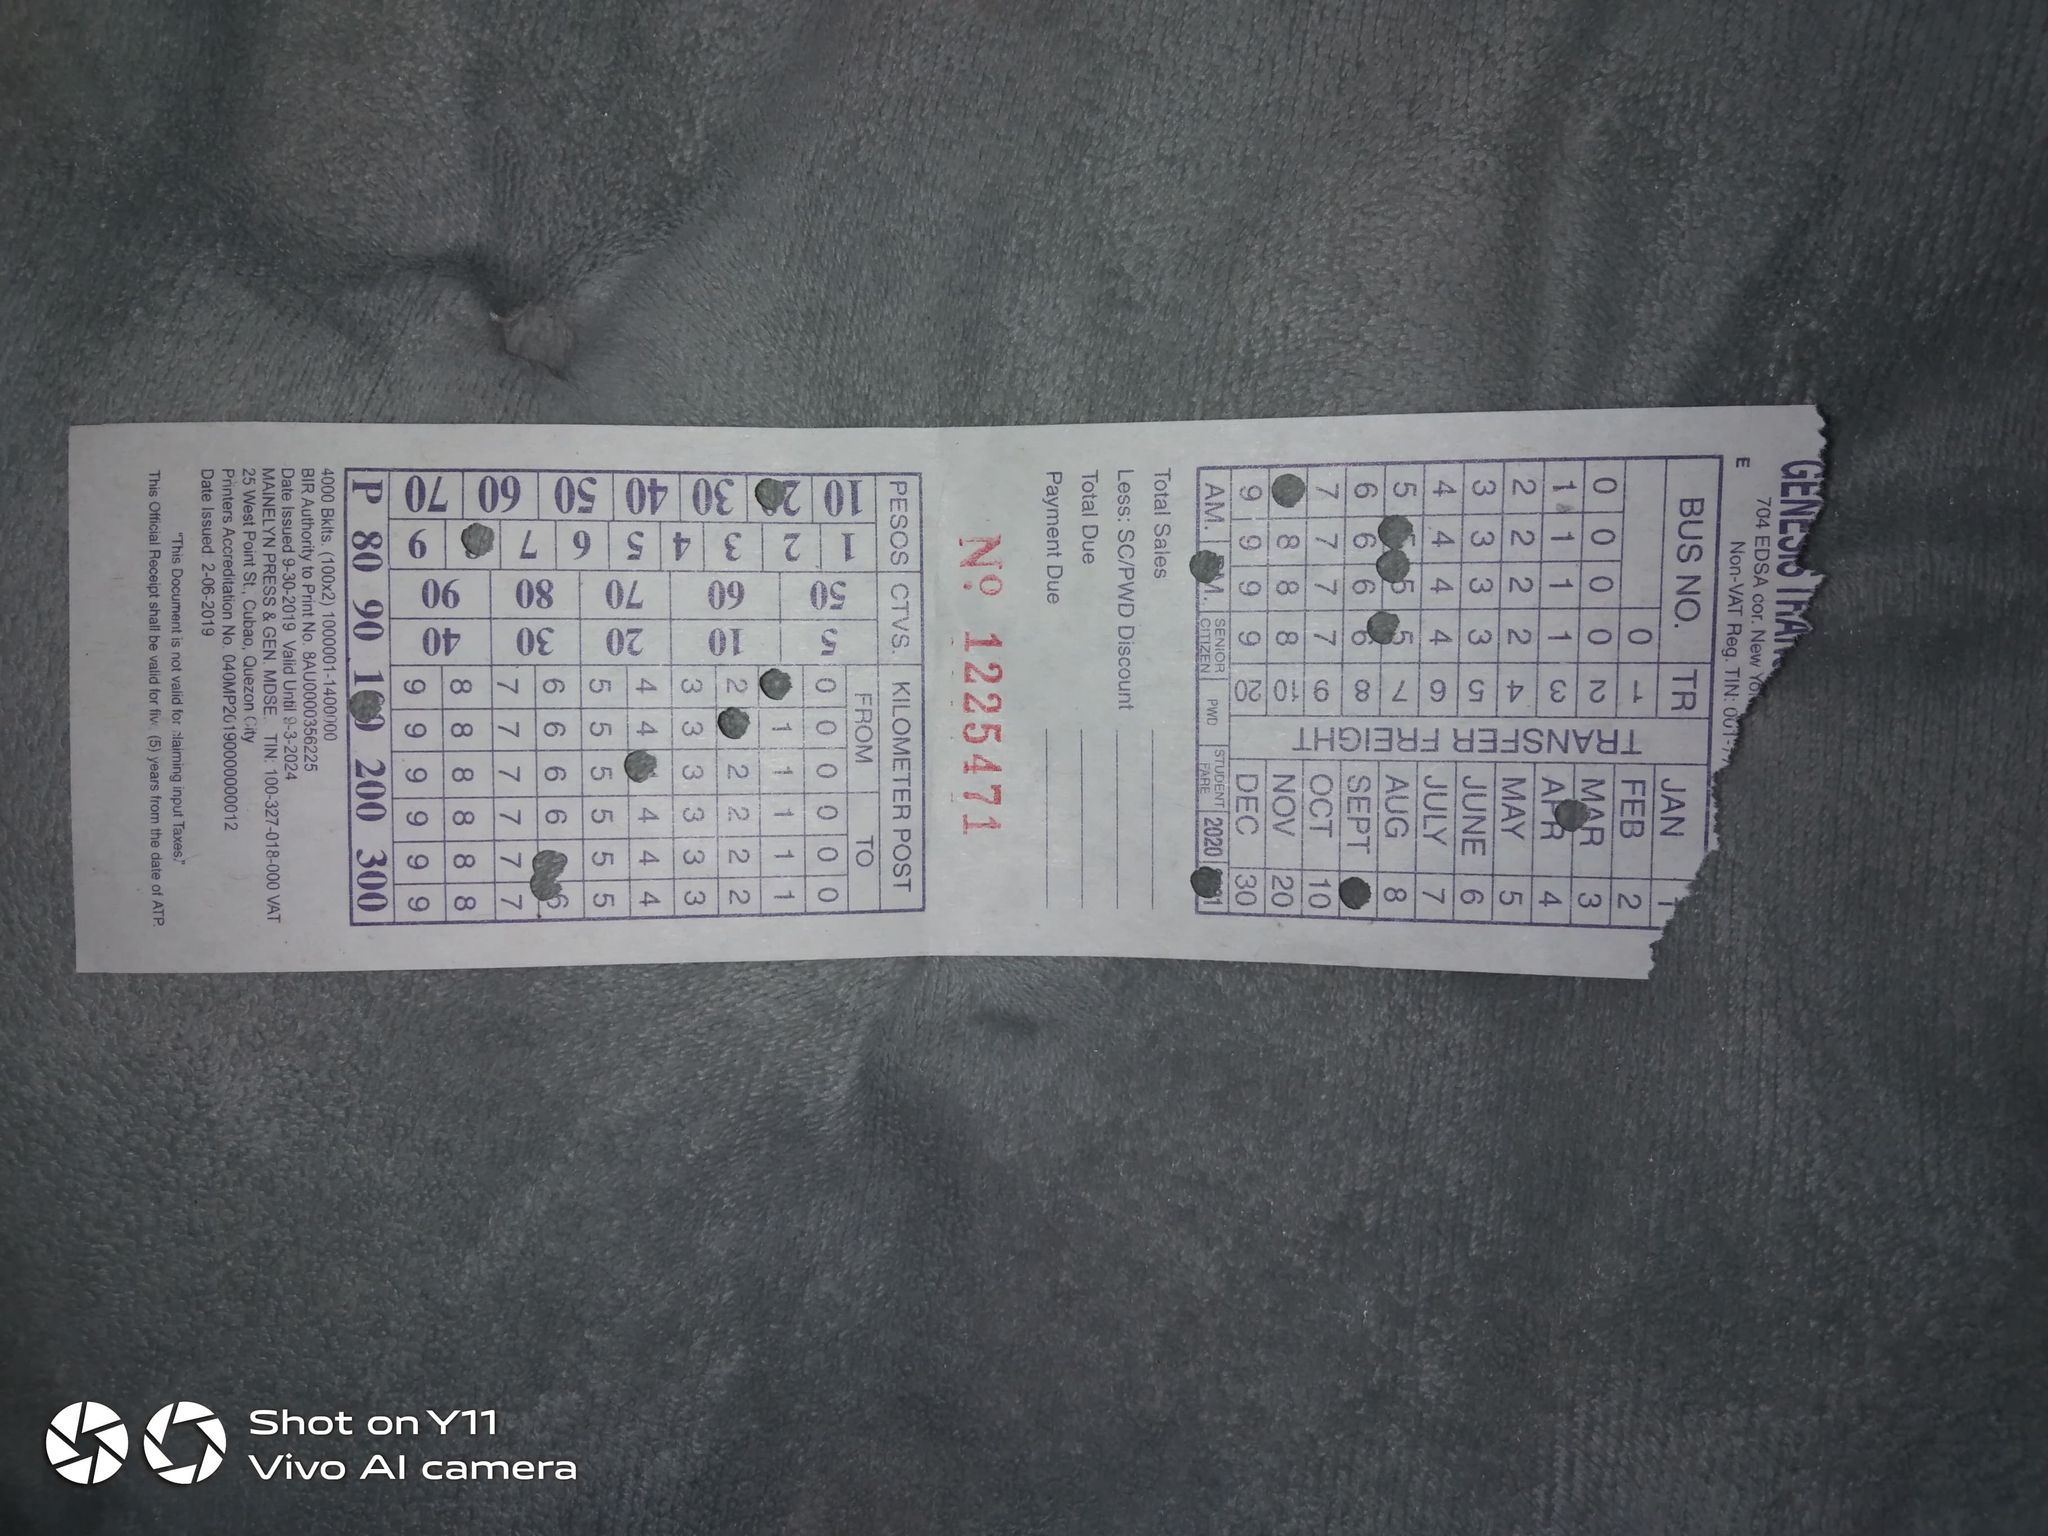 GENESIS TRAN
704 EDSA cor. New Yo
Non-VAT Reg. TIN: 001-7
E
BUS NO. TR JAN 1
0 1 FEB 2
0 0 0 0 2 MAR 3
1 1 1 1 3 APR 4
2 2 2 2 4 MAY 5
3 3 3 3 5 JUNE 6
4 4 4 4 6 JULY 7
5 5 5 7 AUG 8
6 6 6 6 8 SEPT
7 7 7 7 9 OCT 10
8 8 8 10 NOV 20
9 9 9 9 20 DEC 30
TRANSFER FREIGHT
AM. P.M. SENIOR CITIZEN PWD STUDENT FARE 2020
Total Sales
Less: SC/PWD Discount
Total Due
Payment Due
Nº 1225471
PESOS CTVS. KILOMETER POST
FROM TO
10 1 50 5 0 0 0 0 0 0
2 1 1 1 1 1
30 3 60 10 2 2 2 2 2
40 4 3 3 3 3 3 3
5 70 20 4 4 4 4 4
50 6 5 5 5 5 5 5
60 7 80 30 6 6 6 6 6
7 7 7 7 7 7
70 9 90 40 8 8 8 8 8 8
9 9 9 9 9 9
P 80 90 100 200 300
4000 Bklts. (100x2) 1000001-1400000
BIR Authority to Print No. 8AU0000356225
Date Issued 9-30-2019 Valid Until 9-3-2024
MAINELYN PRESS & GEN. MDSE. TIN: 100-327-018-000 VAT
25 West Point St., Cubao, Quezon City
Printers Accreditation No. 040MP20190000000012
Date Issued: 2-06-2019
"This Document is not valid for claiming input Taxes."
This Official Receipt shall be valid for five (5) years from the date of ATP.
Shot on Y11
Vivo AI camera